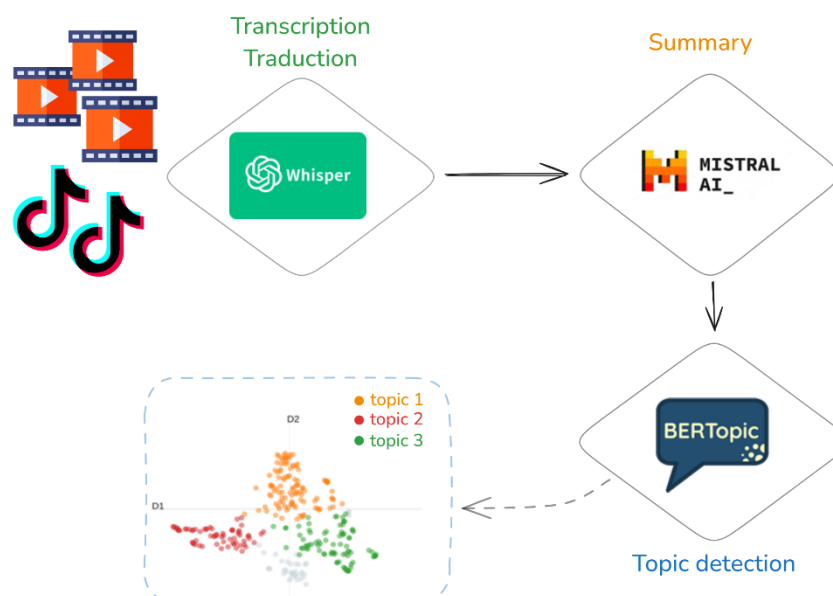 Transcription
Traduction
Summary
Whisper
MISTRAL
AI_
BERTopic
Topic detection
topic 1
topic 2
topic 3
D2
D1